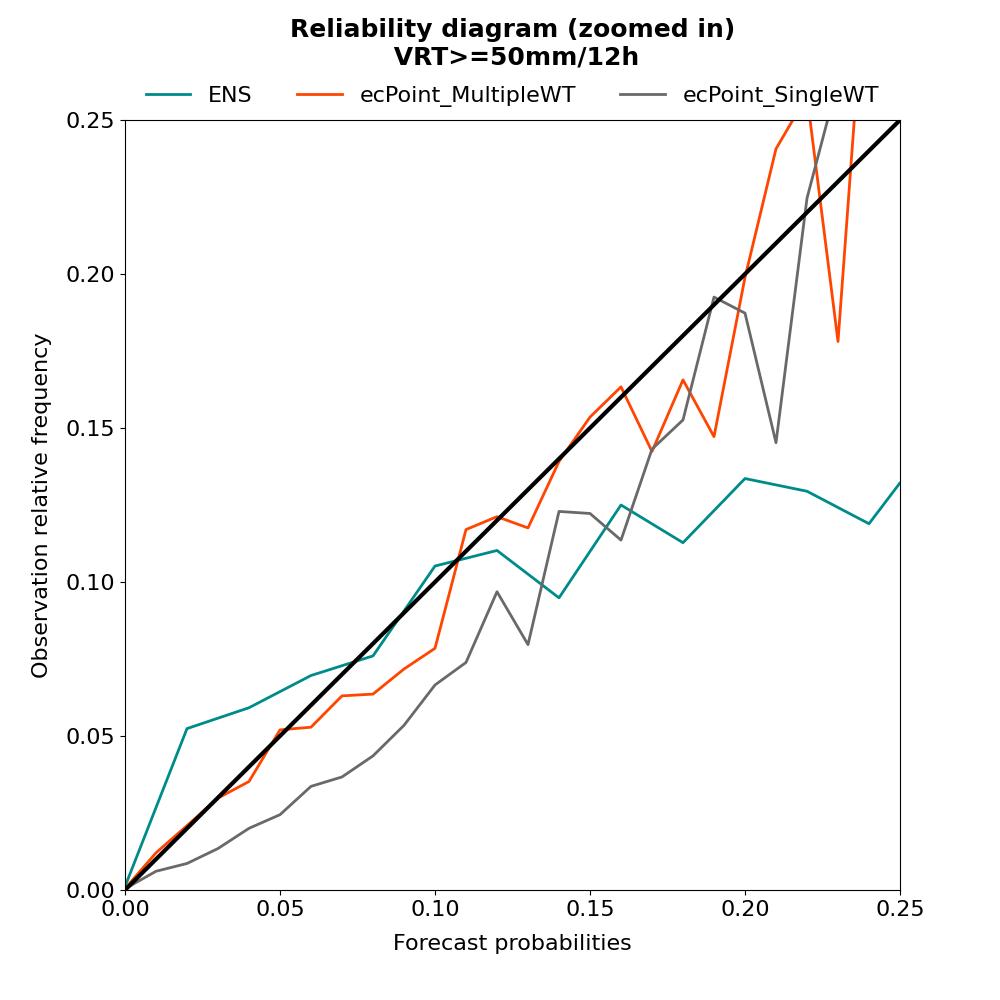 Reliability diagram (zoomed in)
VRT>=50mm/12h
ENS ecPoint_MultipleWT ecPoint_SingleWT
0.25
0.20
0.15
0.10
0.05
0.00
Observation relative frequency
0.00 0.05 0.10 0.15 0.20 0.25
Forecast probabilities